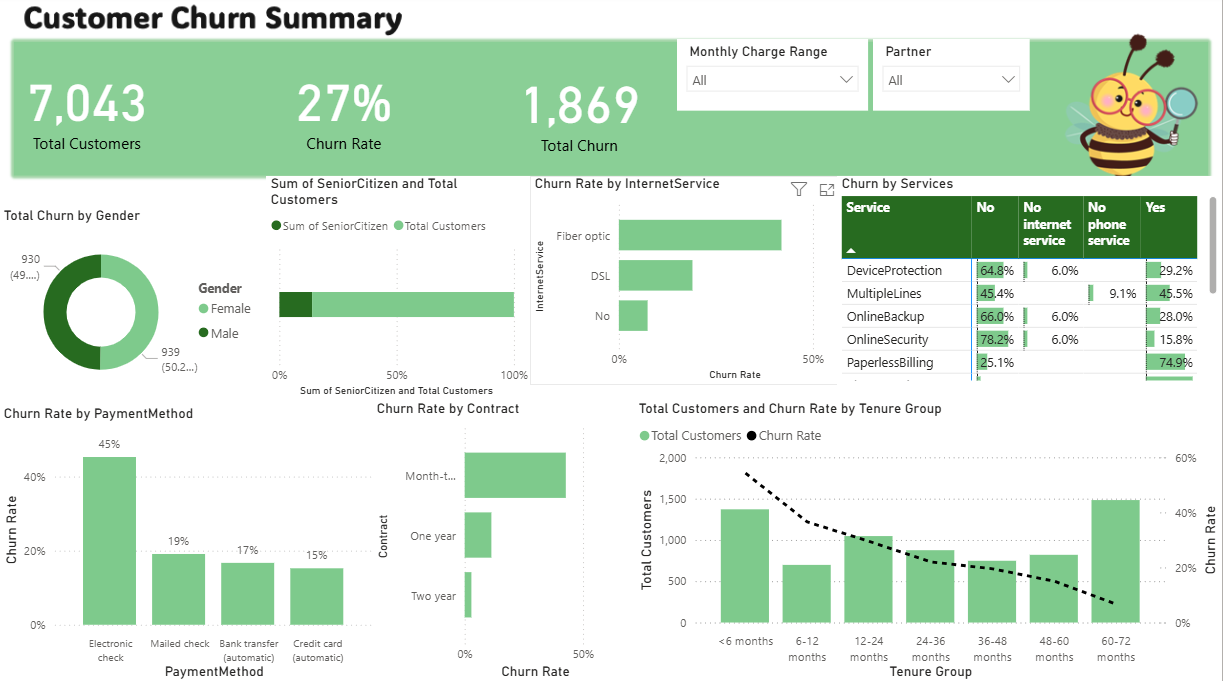 Customer Churn Summary
7,043
Total Customers
27%
Churn Rate
1,869
Total Churn
Monthly Charge Range
All
Partner
All
Total Churn by Gender
930
(49....)
939
(50.2...)
Gender
Female
Male
Sum of SeniorCitizen and Total
Customers
Sum of SeniorCitizen Total Customers
0% 50% 100%
Sum of SeniorCitizen and Total Customers
Churn Rate by InternetService
InternetService
Fiber optic
DSL
No
0% 50%
Churn Rate
Churn by Services
Service No No internet service No phone service Yes
DeviceProtection 64.8% 6.0% 29.2%
MultipleLines 45.4% 9.1% 45.5%
OnlineBackup 66.0% 6.0% 28.0%
OnlineSecurity 78.2% 6.0% 15.8%
PaperlessBilling 25.1% 74.9%
Churn Rate by PaymentMethod
Churn Rate
40%
20%
0%
45%
19%
17%
15%
Electronic check
Mailed check
Bank transfer (automatic)
Credit card (automatic)
PaymentMethod
Churn Rate by Contract
Contract
Month-t...
One year
Two year
0% 50%
Churn Rate
Total Customers and Churn Rate by Tenure Group
Total Customers Churn Rate
Total Customers
2,000
1,500
1,000
500
0
60%
40%
20%
0%
Churn Rate
<6 months
6-12 months
12-24 months
24-36 months
36-48 months
48-60 months
60-72 months
Tenure Group